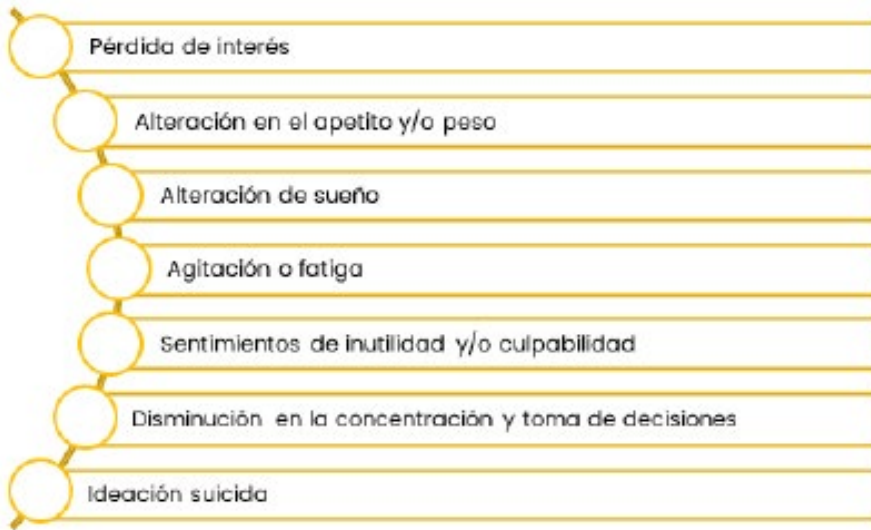 Pérdida de interés
Alteración en el apetito y/o peso
Alteración de sueño
Agitación o fatiga
Sentimientos de inutilidad y/o culpabilidad
Disminución en la concentración y toma de decisiones
Ideación suicida